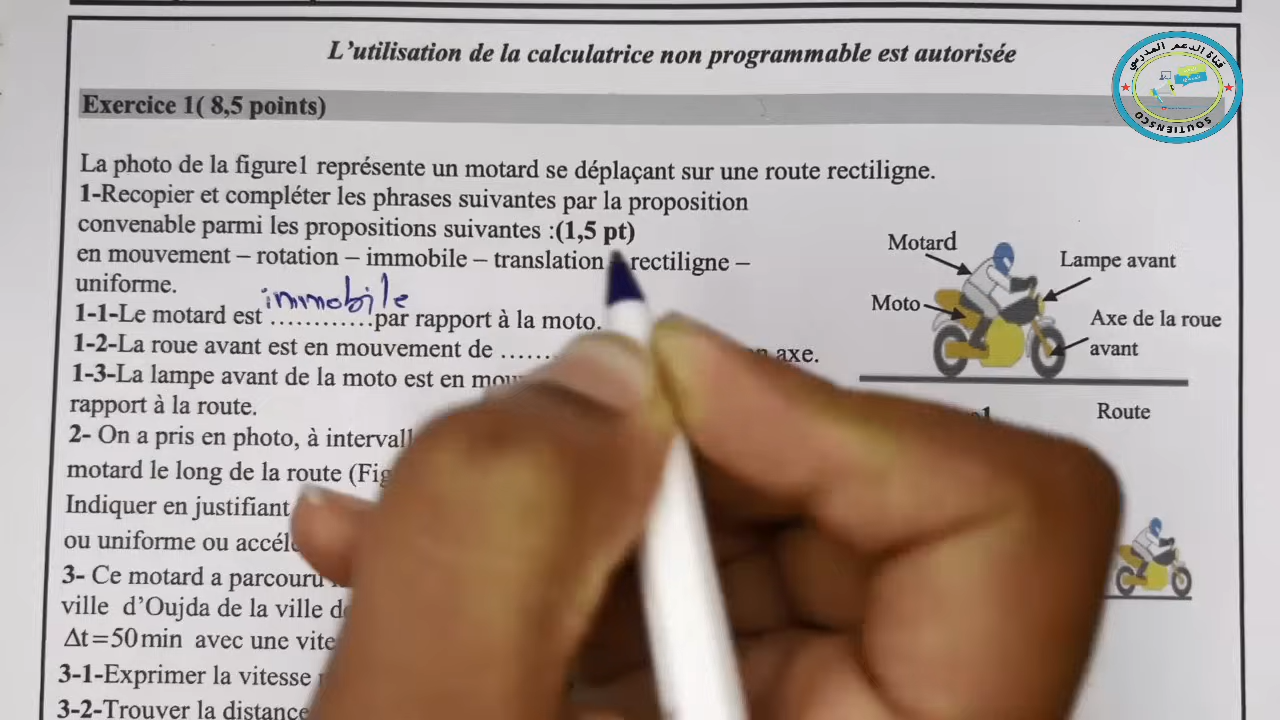 L'utilisation de la calculatrice non programmable est autorisée
قناة الدعم المدرسي
SOUTIENSCO
Exercice 1( 8,5 points)
La photo de la figure1 représente un motard se déplaçant sur une route rectiligne.
1-Recopier et compléter les phrases suivantes par la proposition
convenable parmi les propositions suivantes :(1,5 pt)
en mouvement – rotation – immobile – translation – rectiligne –
uniforme.
immobile
1-1-Le motard est ............par rapport à la moto.
1-2-La roue avant est en mouvement de ...... axe.
1-3-La lampe avant de la moto est en
rapport à la route.
2- On a pris en photo, à
motard le long de la route
Indiquer en justifiant
ou uniforme ou
3- Ce motard a parcouru
ville d'Oujda de la ville
Δt=50min avec une
3-1-Exprimer la vitesse
3-2-Trouver la distance
Motard
Lampe avant
Moto
Axe de la roue
avant
Route